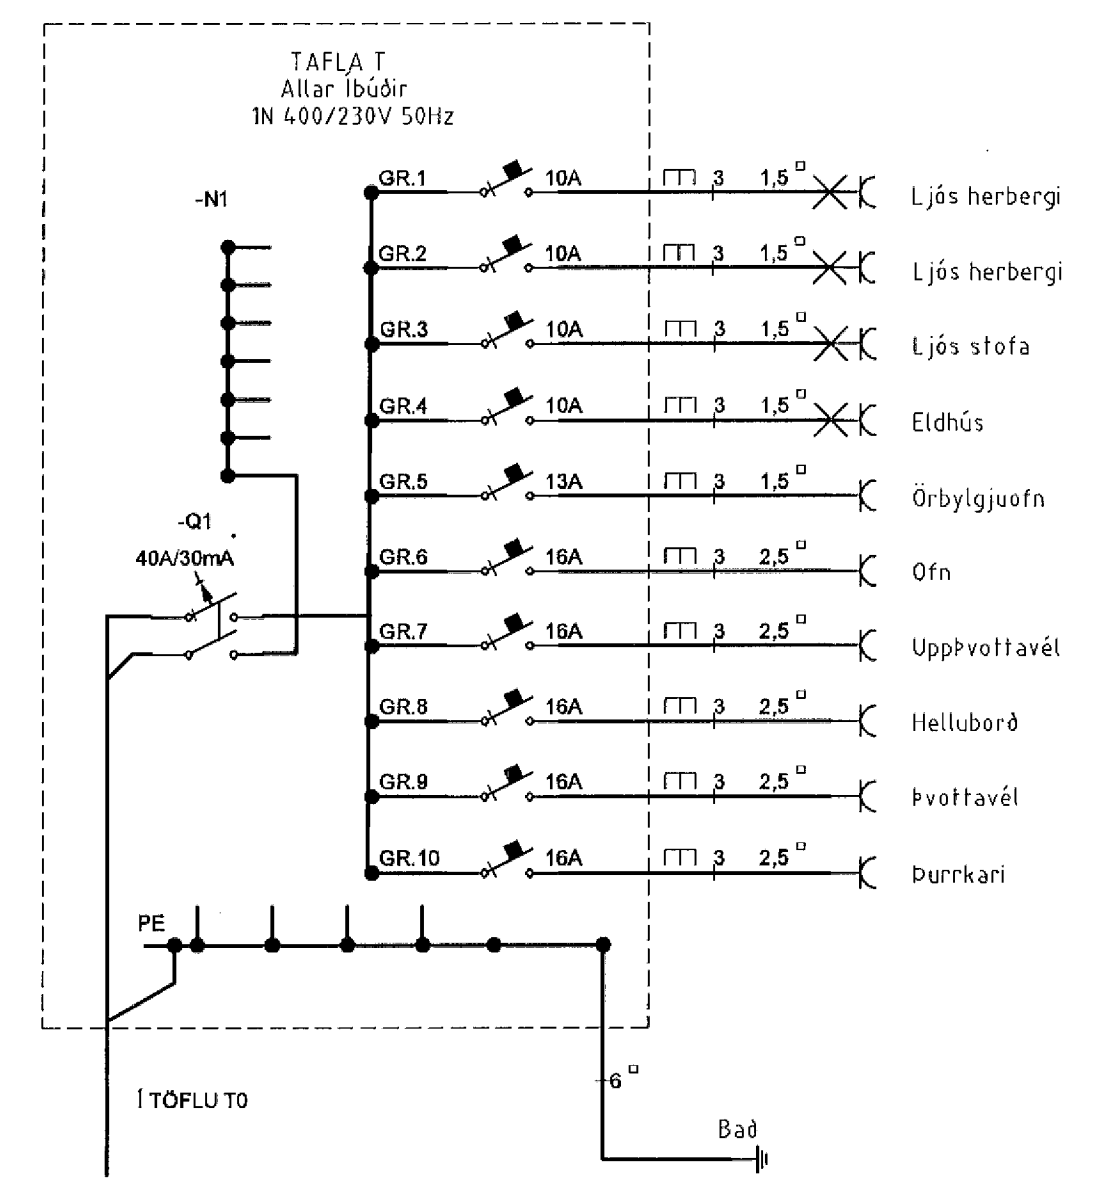 TAFLA T
Allar Íbúðir
1N 400/230V 50Hz
-N1
-Q1
40A/30mA
GR.1 10A 3 1,5 □ Ljós herbergi
GR.2 10A 3 1,5 □ Ljós herbergi
GR.3 10A 3 1,5 □ Ljós stofa
GR.4 10A 3 1,5 □ Eldhús
GR.5 13A 3 1,5 □ Örbylgjuofn
GR.6 16A 3 2,5 □ Ofn
GR.7 16A 3 2,5 □ UppÞvottavél
GR.8 16A 3 2,5 □ Helluborð
GR.9 16A 3 2,5 □ Þvottavél
GR.10 16A 3 2,5 □ Þurrkari
PE
6 □
Í TÖFLU T0
Bað